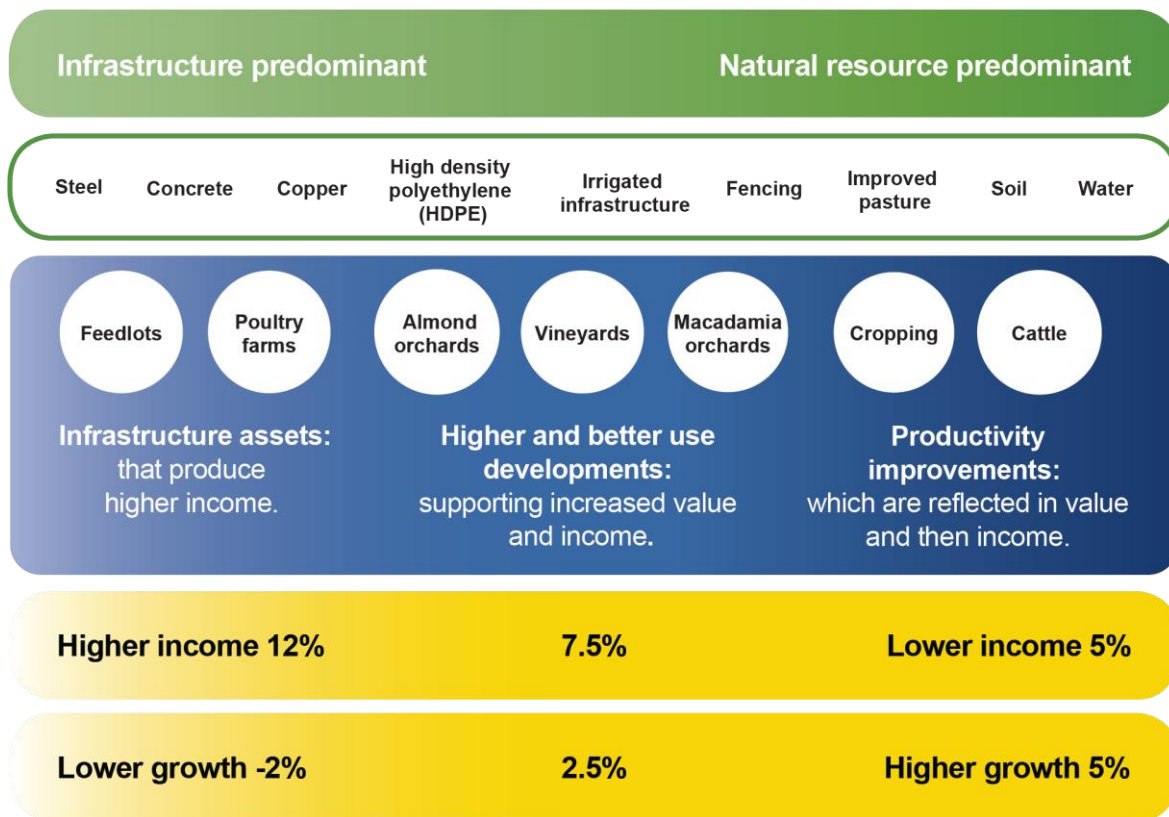 Infrastructure predominant
Natural resource predominant
Steel
Concrete
Copper
High density
polyethylene
(HDPE)
Irrigated
infrastructure
Fencing
Improved
pasture
Soil
Water
Feedlots
Poultry
farms
Almond
orchards
Vineyards
Macadamia
orchards
Cropping
Cattle
Infrastructure assets:
that produce
higher income.
Higher and better use
developments:
supporting increased value
and income.
Productivity
improvements:
which are reflected in value
and then income.
Higher income 12%
7.5%
Lower income 5%
Lower growth -2%
2.5%
Higher growth 5%